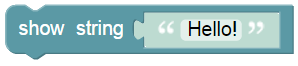 show string “ Hello! ”